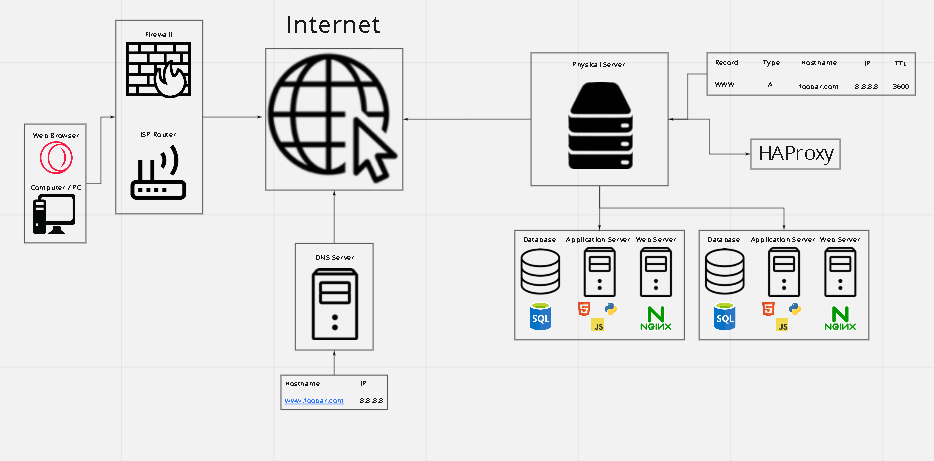 Internet
Firewall
ISP Router
Web Browser
Computer / PC
DNS Server
Hostname IP
www.foobar.com 8.8.8.8
Physical Server
Record Type Hostname IP TTL
WWW A foobar.com 8.8.8.8 3600
HAProxy
Database Application Server Web Server
SQL JS NGINX
Database Application Server Web Server
SQL JS NGINX